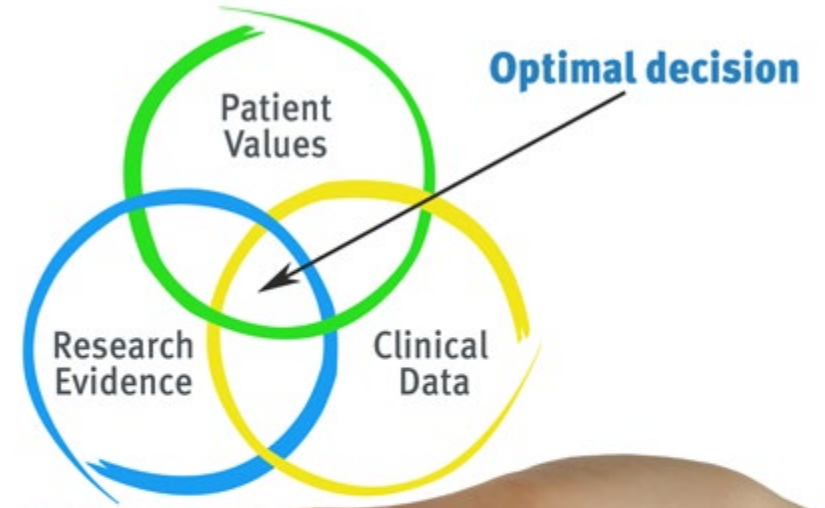 Optimal decision
Patient
Values
Research
Evidence
Clinical
Data